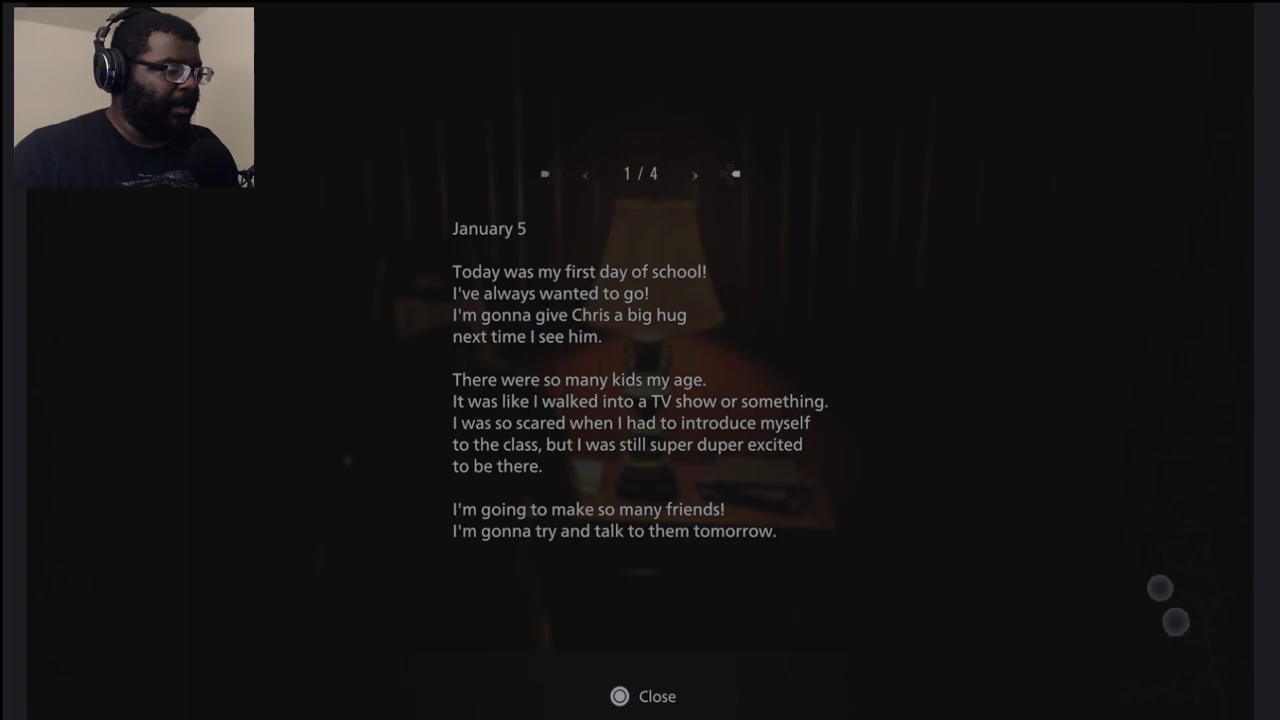 1 / 4
January 5
Today was my first day of school!
I've always wanted to go!
I'm gonna give Chris a big hug
next time I see him.
There were so many kids my age.
It was like I walked into a TV show or something.
I was so scared when I had to introduce myself
to the class, but I was still super duper excited
to be there.
I'm going to make so many friends!
I'm gonna try and talk to them tomorrow.
Close